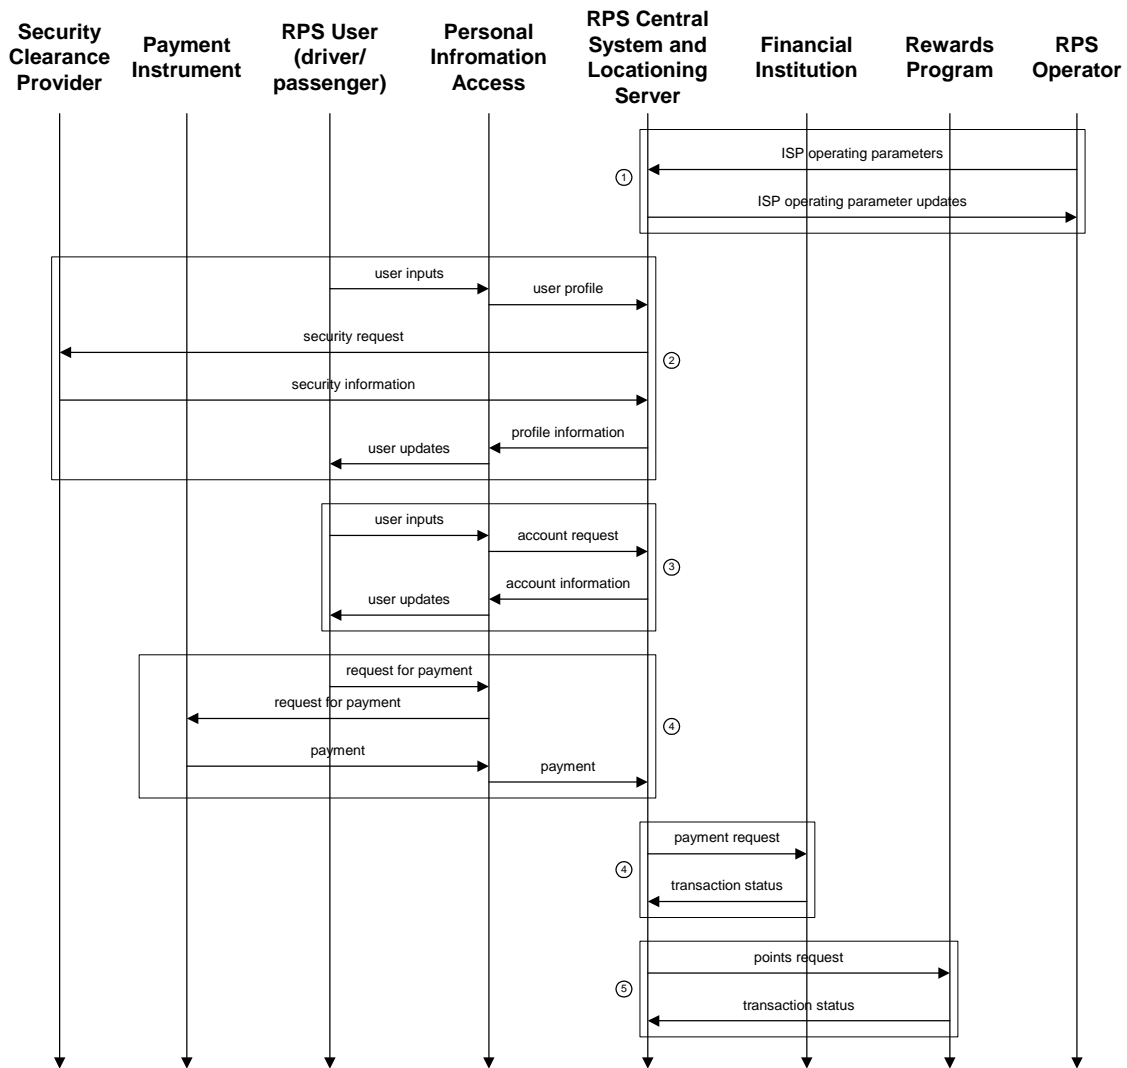 Security
Clearance
Provider
Payment
Instrument
RPS User
(driver/
passenger)
Personal
Infromation
Access
RPS Central
System and
Locationing
Server
Financial
Institution
Rewards
Program
RPS
Operator
ISP operating parameters
1
ISP operating parameter updates
user inputs
user profile
security request
2
security information
profile information
user updates
user inputs
account request
3
account information
user updates
request for payment
request for payment
4
payment
payment
payment request
4
transaction status
points request
5
transaction status